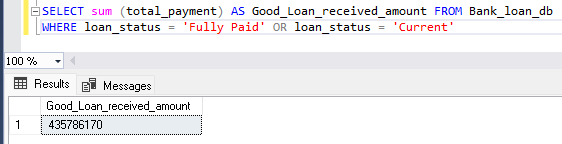 SELECT sum (total_payment) AS Good_Loan_received_amount FROM Bank_loan_db
WHERE loan_status = 'Fully Paid' OR loan_status = 'Current'
100 %
Results Messages
Good_Loan_received_amount
1 435786170